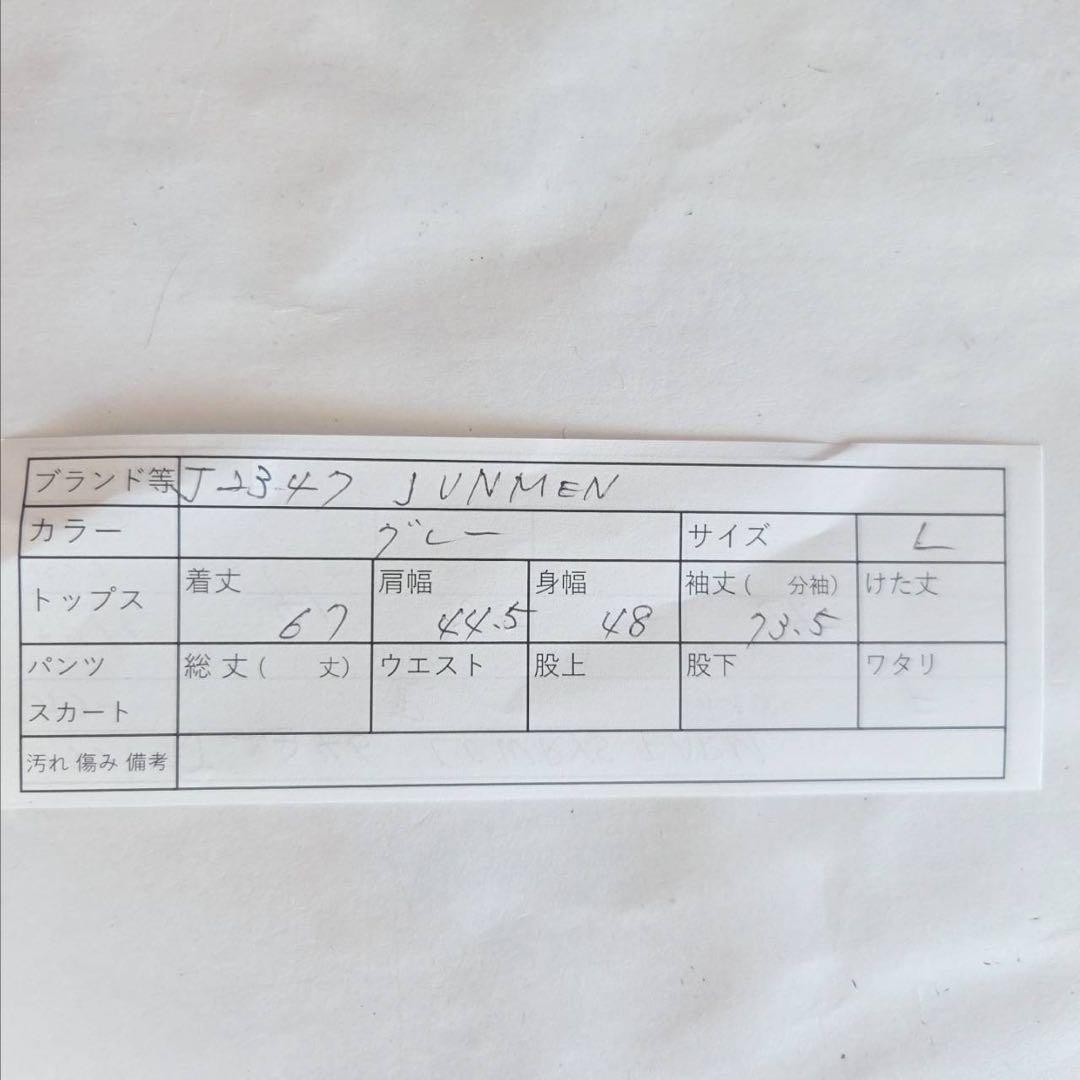 ブランド等 J2347 JUNMEN
カラー グレー サイズ L
トップス 着丈 67 肩幅 44.5 身幅 48 袖丈( 分袖) 73.5 けた丈
パンツ スカート 総丈( 丈) ウエスト 股上 股下 ワタリ
汚れ 傷み 備考